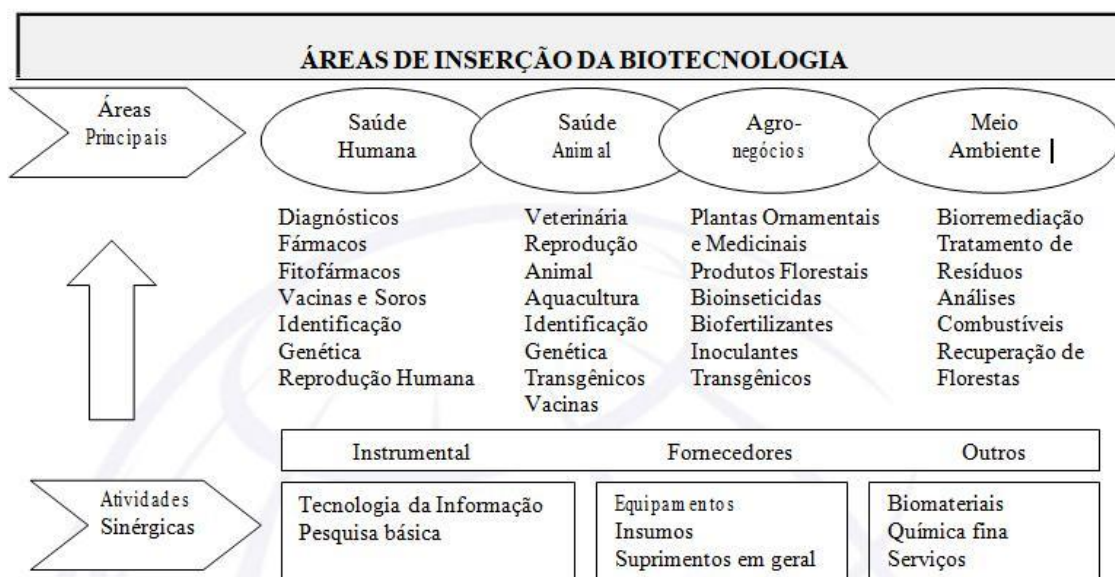 ÁREAS DE INSERÇÃO DA BIOTECNOLOGIA
Áreas
Principais
Saúde
Humana
Saúde
Animal
Agro-
negócios
Meio
Ambiente
Diagnósticos
Fármacos
Fitofármacos
Vacinas e Soros
Identificação
Genética
Reprodução Humana
Veterinária
Reprodução
Animal
Aquacultura
Identificação
Genética
Transgênicos
Vacinas
Plantas Ornamentais
e Medicinais
Produtos Florestais
Bioinseticidas
Biofertilizantes
Inoculantes
Transgênicos
Biorremediação
Tratamento de
Resíduos
Análises
Combustíveis
Recuperação de
Florestas
Instrumental
Fornecedores
Outros
Atividades
Sinérgicas
Tecnologia da Informação
Pesquisa básica
Equipamentos
Insumos
Suprimentos em geral
Biomateriais
Química fina
Serviços